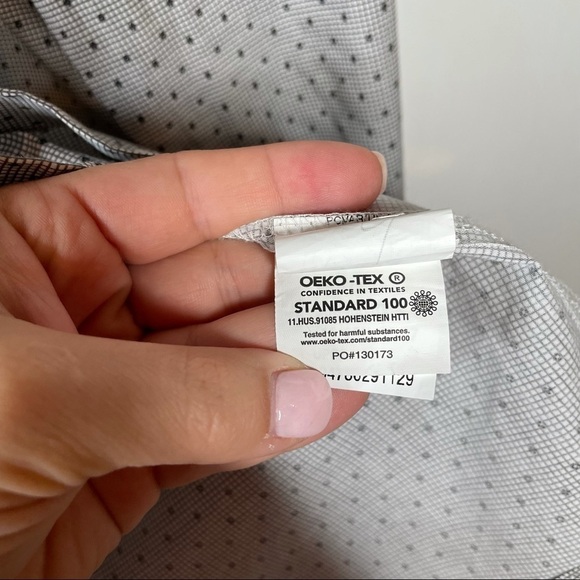 OEKO-TEX ®
CONFIDENCE IN TEXTILES
STANDARD 100
11.HUS.91085 HOHENSTEIN HTTI
Tested for harmful substances.
www.oeko-tex.com/standard100
PO#130173
4780291129